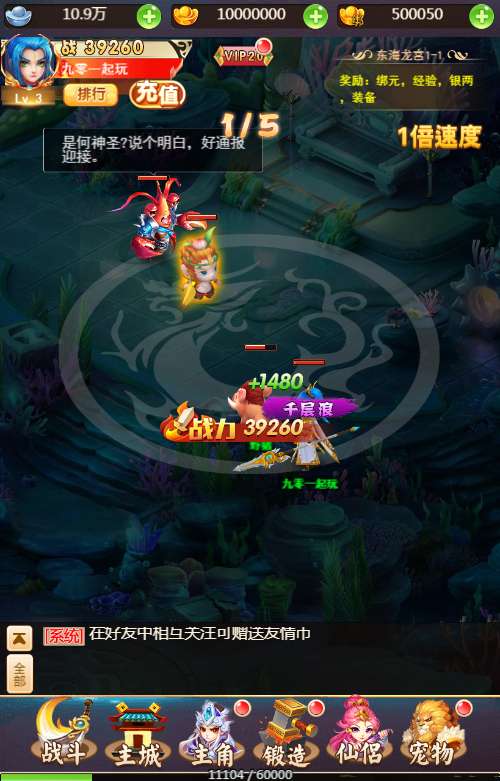 10.9万
10000000
500050
战 39260
九零一起玩
Lv 3
排行
充值
VIP20
东海龙宫1-1
奖励：绑元，经验，银两
，装备
1/5
1倍速度
是何神圣?说个明白，好通报
迎接。
+1480
千层浪
战力 39260
野猪
九零一起玩
[系统] 在好友中相互关注可赠送友情币
全部
战斗
主城
主角
锻造
仙侣
宠物
11104 / 60000